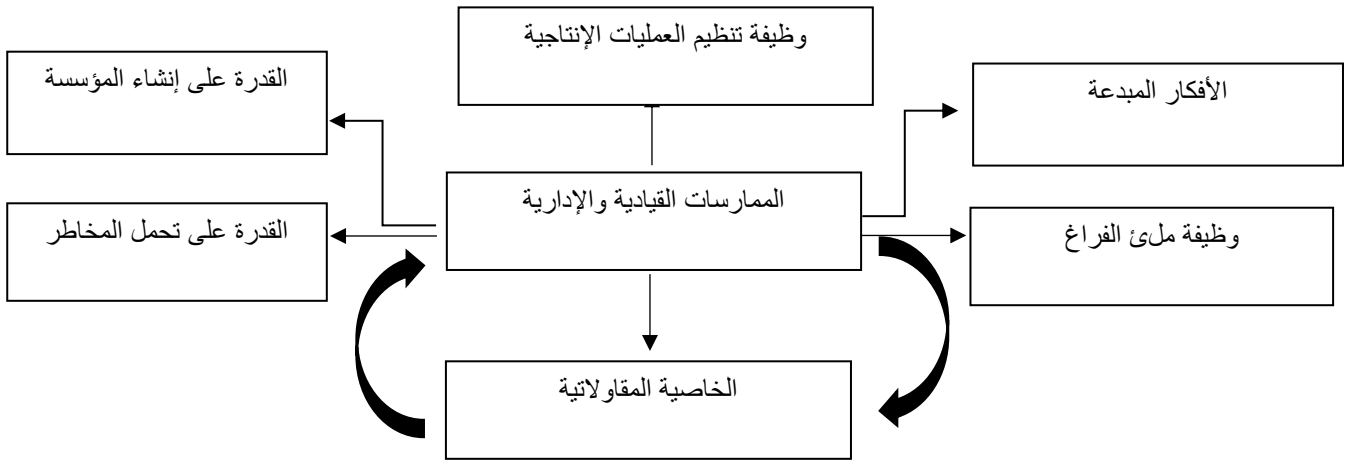 وظيفة تنظيم العمليات الإنتاجية
الأفكار المبدعة
القدرة على إنشاء المؤسسة
الممارسات القيادية والإدارية
وظيفة ملئ الفراغ
القدرة على تحمل المخاطر
الخاصية المقاولاتية